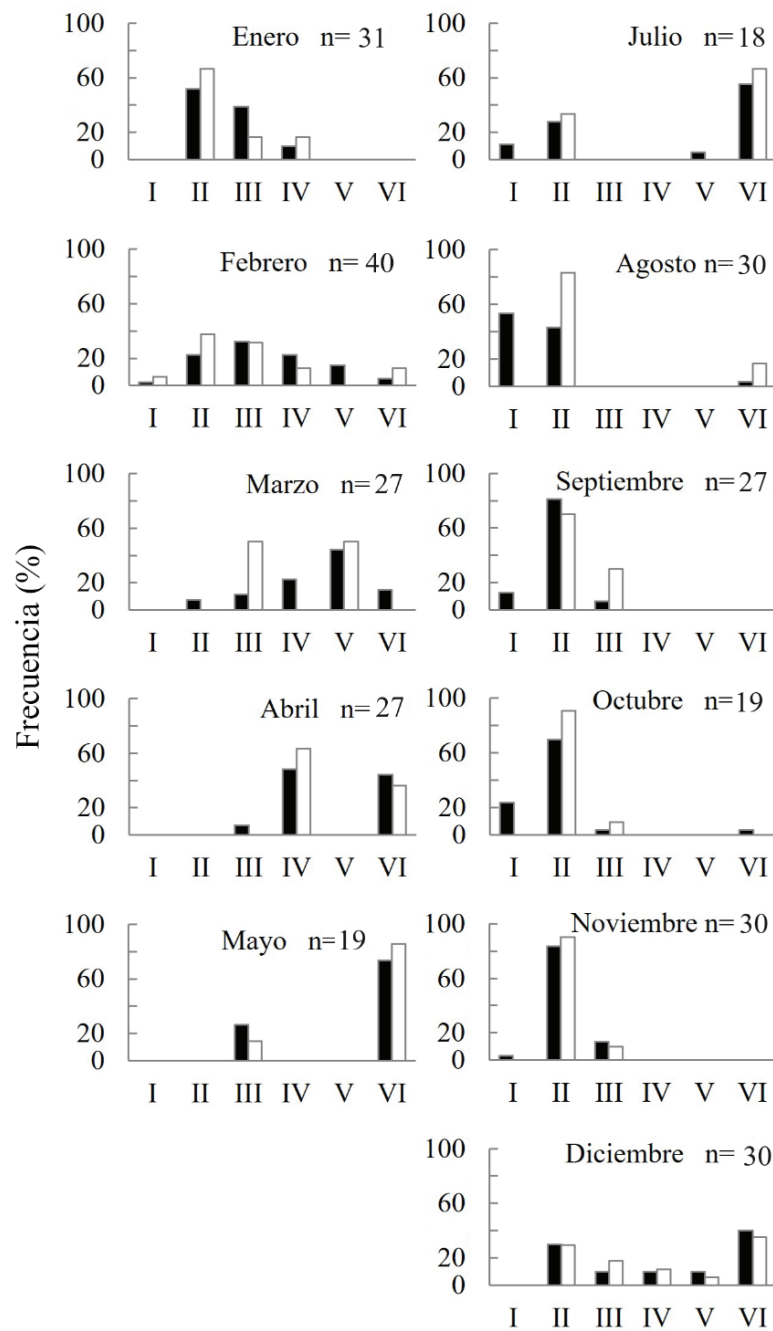 Frecuencia (%)
Enero n= 31
100
60
20
0
I II III IV V VI
Febrero n= 40
100
60
20
0
I II III IV V VI
Marzo n= 27
100
60
20
0
I II III IV V VI
Abril n= 27
100
60
20
0
I II III IV V VI
Mayo n= 19
100
60
20
0
I II III IV V VI
Julio n= 18
100
60
20
0
I II III IV V VI
Agosto n= 30
100
60
20
0
I II III IV V VI
Septiembre n= 27
100
60
20
0
I II III IV V VI
Octubre n= 19
100
60
20
0
I II III IV V VI
Noviembre n= 30
100
60
20
0
I II III IV V VI
Diciembre n= 30
100
60
20
0
I II III IV V VI